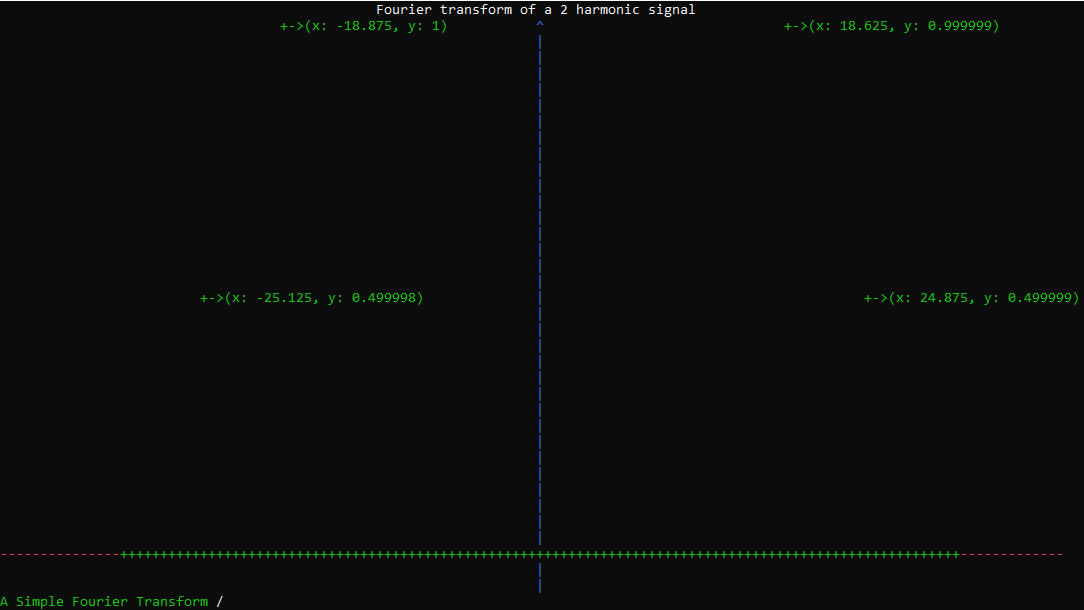 Fourier transform of a 2 harmonic signal
+->(x: -18.875, y: 1) ^ +->(x: 18.625, y: 0.999999)
+->(x: -25.125, y: 0.499998) +->(x: 24.875, y: 0.499999)
A Simple Fourier Transform /